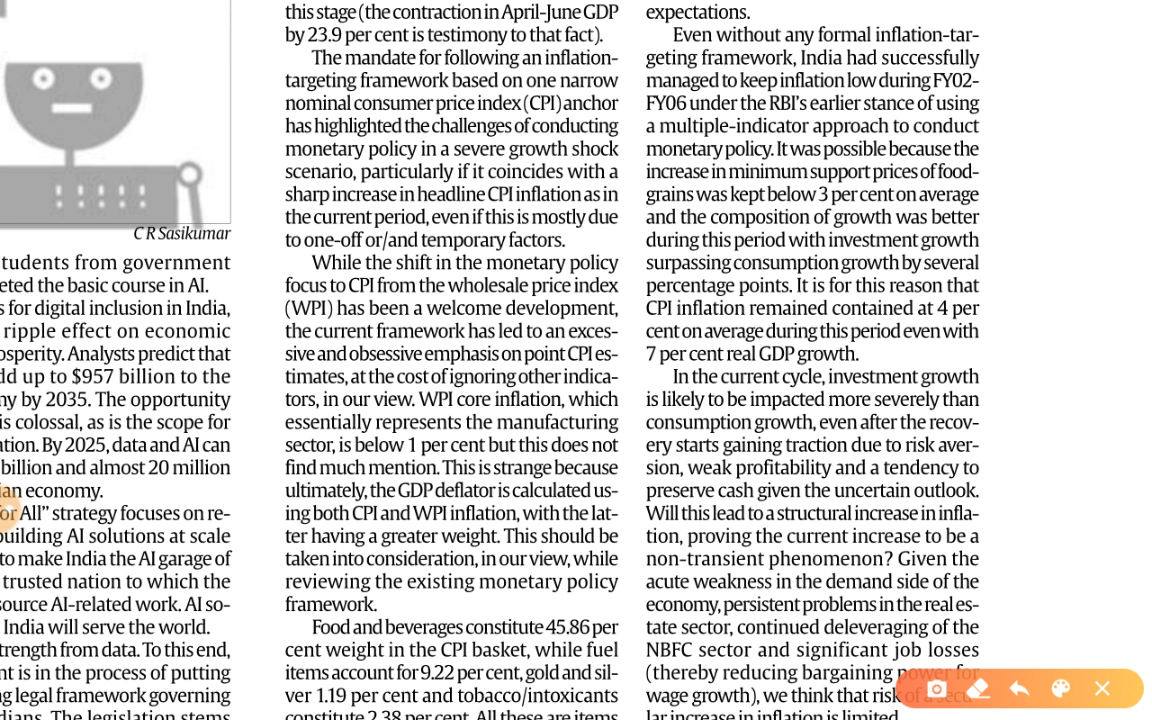 C R Sasikumar
tudents from government
eted the basic course in AI.
s for digital inclusion in India,
ripple effect on economic
osperity. Analysts predict that
dd up to $957 billion to the
ny by 2035. The opportunity
is colossal, as is the scope for
ation. By 2025, data and AI can
billion and almost 20 million
ian economy.
or All” strategy focuses on re-
uilding AI solutions at scale
to make India the AI garage of
trusted nation to which the
source AI-related work. AI so-
India will serve the world.
trength from data. To this end,
nt is in the process of putting
g legal framework governing
dians. The legislation stems
this stage (the contraction in April-June GDP
by 23.9 per cent is testimony to that fact).
The mandate for following an inflation-
targeting framework based on one narrow
nominal consumer price index (CPI) anchor
has highlighted the challenges of conducting
monetary policy in a severe growth shock
scenario, particularly if it coincides with a
sharp increase in headline CPI inflation as in
the current period, even if this is mostly due
to one-off or/and temporary factors.
While the shift in the monetary policy
focus to CPI from the wholesale price index
(WPI) has been a welcome development,
the current framework has led to an exces-
sive and obsessive emphasis on point CPI es-
timates, at the cost of ignoring other indica-
tors, in our view. WPI core inflation, which
essentially represents the manufacturing
sector, is below 1 per cent but this does not
find much mention. This is strange because
ultimately, the GDP deflator is calculated us-
ing both CPI and WPI inflation, with the lat-
ter having a greater weight. This should be
taken into consideration, in our view, while
reviewing the existing monetary policy
framework.
Food and beverages constitute 45.86 per
cent weight in the CPI basket, while fuel
items account for 9.22 per cent, gold and sil-
ver 1.19 per cent and tobacco/intoxicants
constitute 2.38 per cent. All these are items
expectations.
Even without any formal inflation-tar-
geting framework, India had successfully
managed to keep inflation low during FY02-
FY06 under the RBI's earlier stance of using
a multiple-indicator approach to conduct
monetary policy. It was possible because the
increase in minimum support prices of food-
grains was kept below 3 per cent on average
and the composition of growth was better
during this period with investment growth
surpassing consumption growth by several
percentage points. It is for this reason that
CPI inflation remained contained at 4 per
cent on average during this period even with
7 per cent real GDP growth.
In the current cycle, investment growth
is likely to be impacted more severely than
consumption growth, even after the recov-
ery starts gaining traction due to risk aver-
sion, weak profitability and a tendency to
preserve cash given the uncertain outlook.
Will this lead to a structural increase in infla-
tion, proving the current increase to be a
non-transient phenomenon? Given the
acute weakness in the demand side of the
economy, persistent problems in the real es-
tate sector, continued deleveraging of the
NBFC sector and significant job losses
(thereby reducing bargaining power for
wage growth), we think that risk of a secu-
lar increase in inflation is limited.